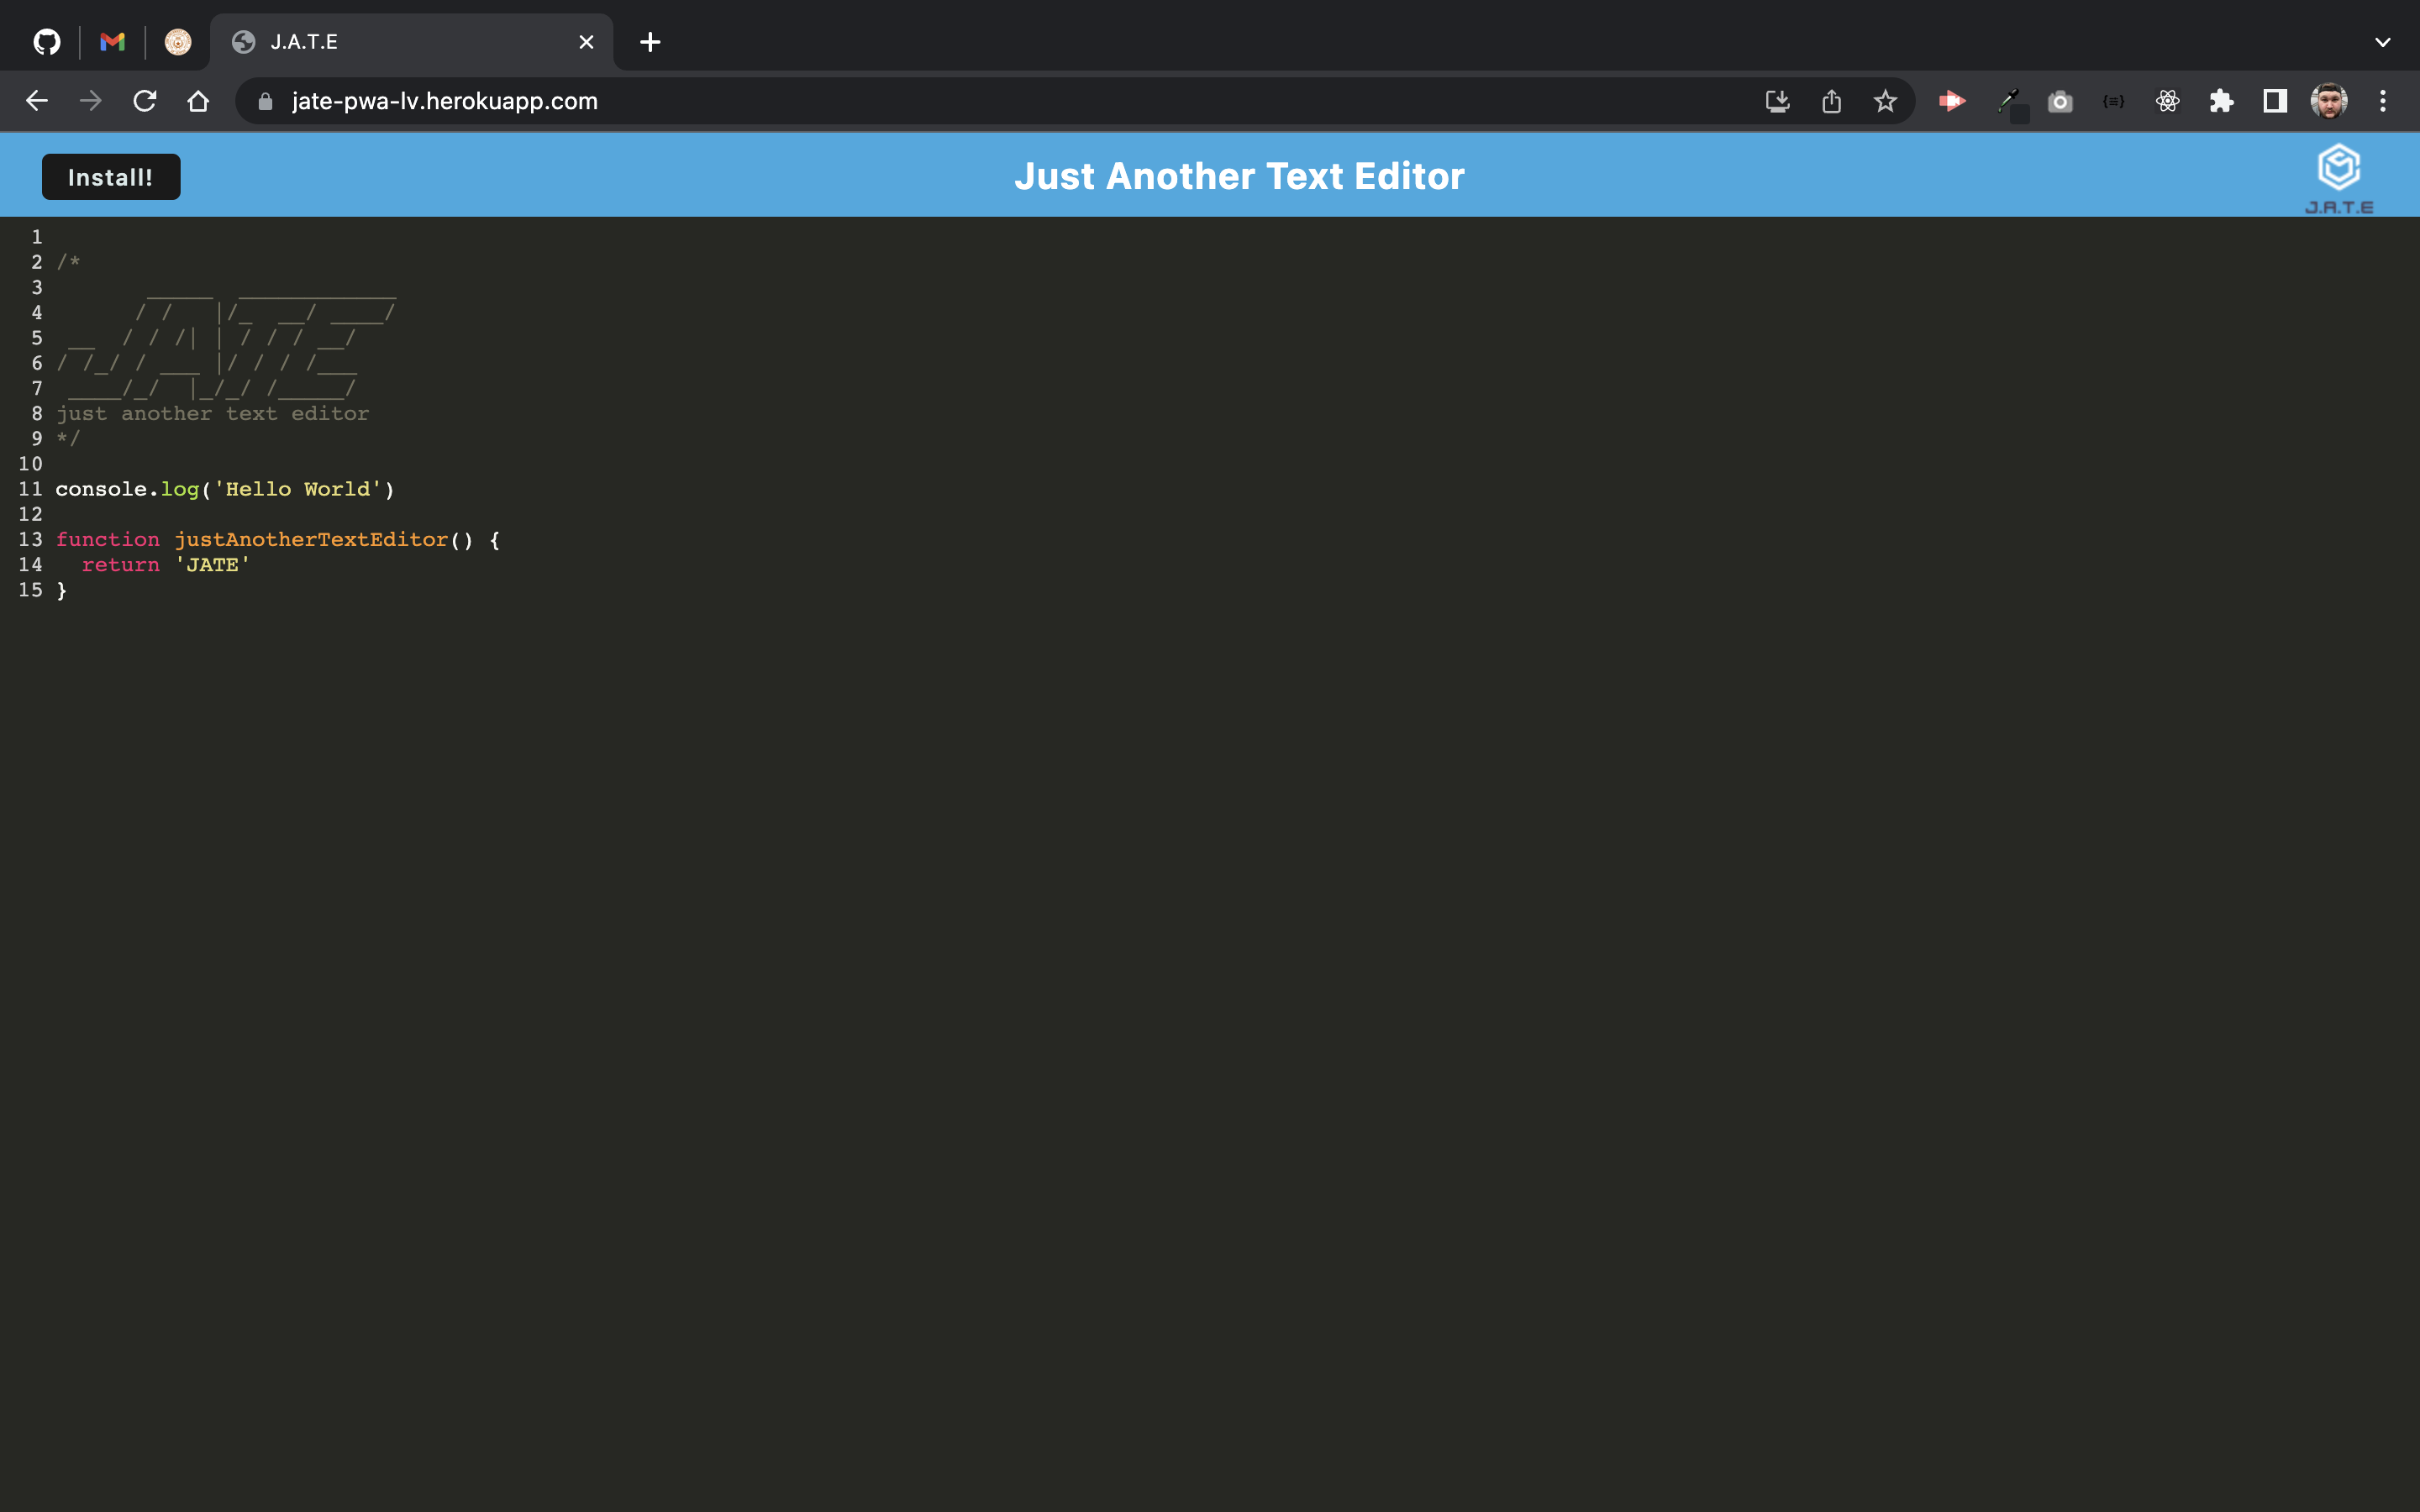 J.A.T.E
jate-pwa-lv.herokuapp.com
Install!
Just Another Text Editor
J.A.T.E
1
2 /*
3        _____  ____________
4       / /   |/_  __/ ____/
5  __  / / /| | / / / __/
6 / /_/ / ___ |/ / / /___
7  ____/_/  |_/_/ /_____/
8 just another text editor
9 */
10
11 console.log('Hello World')
12
13 function justAnotherTextEditor() {
14   return 'JATE'
15 }